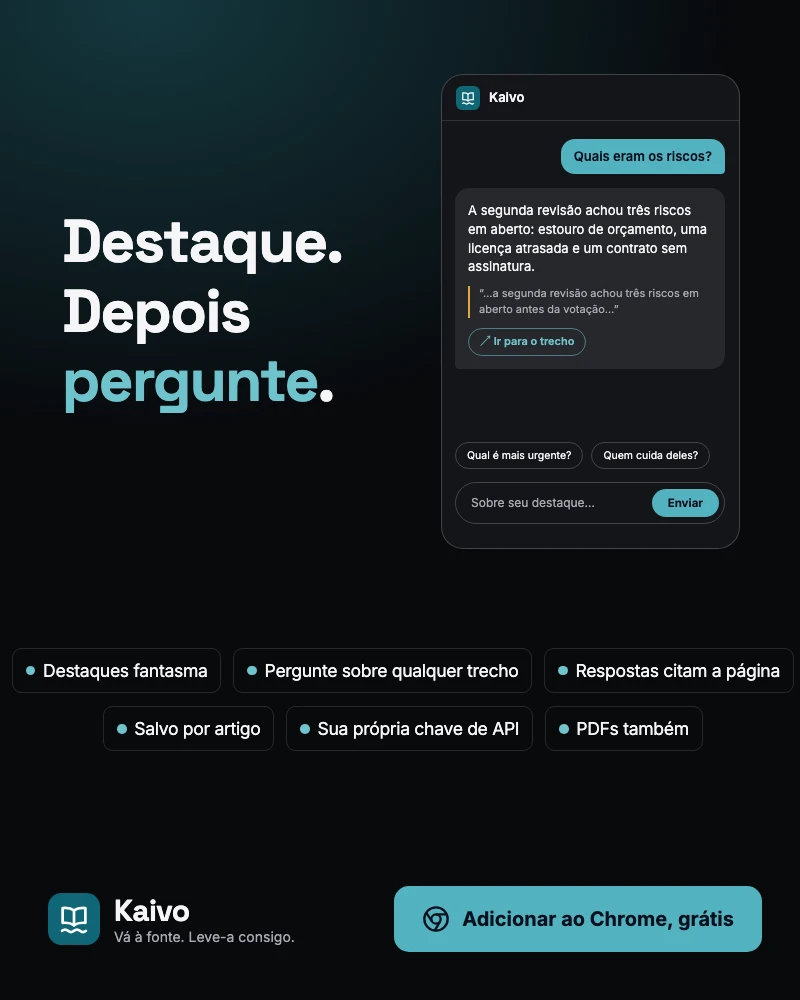 Destaque.
Depois
pergunte.
Kaivo
Quais eram os riscos?
A segunda revisão achou três riscos
em aberto: estouro de orçamento, uma
licença atrasada e um contrato sem
assinatura.
"...a segunda revisão achou três riscos em
aberto antes da votação..."
↗ Ir para o trecho
Qual é mais urgente?
Quem cuida deles?
Sobre seu destaque...
Enviar
Destaques fantasma
Pergunte sobre qualquer trecho
Respostas citam a página
Salvo por artigo
Sua própria chave de API
PDFs também
Kaivo
Vá à fonte. Leve-a consigo.
Adicionar ao Chrome, grátis